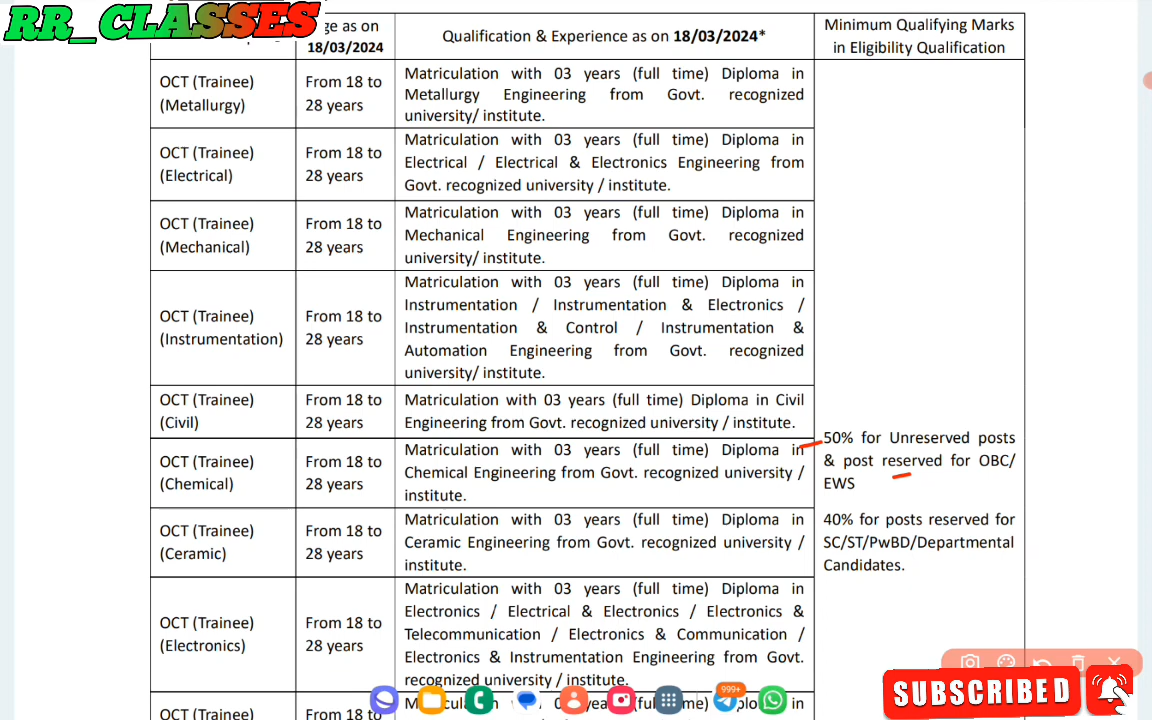 RR_CLASSES
ge as on
18/03/2024
Qualification & Experience as on 18/03/2024*
Minimum Qualifying Marks
in Eligibility Qualification
OCT (Trainee)
(Metallurgy)
From 18 to
28 years
Matriculation with 03 years (full time) Diploma in
Metallurgy Engineering from Govt. recognized
university/ institute.
OCT (Trainee)
(Electrical)
From 18 to
28 years
Matriculation with 03 years (full time) Diploma in
Electrical / Electrical & Electronics Engineering from
Govt. recognized university / institute.
OCT (Trainee)
(Mechanical)
From 18 to
28 years
Matriculation with 03 years (full time) Diploma in
Mechanical Engineering from Govt. recognized
university/ institute.
OCT (Trainee)
(Instrumentation)
From 18 to
28 years
Matriculation with 03 years (full time) Diploma in
Instrumentation / Instrumentation & Electronics /
Instrumentation & Control / Instrumentation &
Automation Engineering from Govt. recognized
university/ institute.
OCT (Trainee)
(Civil)
From 18 to
28 years
Matriculation with 03 years (full time) Diploma in Civil
Engineering from Govt. recognized university / institute.
OCT (Trainee)
(Chemical)
From 18 to
28 years
Matriculation with 03 years (full time) Diploma in
Chemical Engineering from Govt. recognized university /
institute.
OCT (Trainee)
(Ceramic)
From 18 to
28 years
Matriculation with 03 years (full time) Diploma in
Ceramic Engineering from Govt. recognized university /
institute.
OCT (Trainee)
(Electronics)
From 18 to
28 years
Matriculation with 03 years (full time) Diploma in
Electronics / Electrical & Electronics / Electronics &
Telecommunication / Electronics & Communication /
Electronics & Instrumentation Engineering from Govt.
recognized university / institute.
50% for Unreserved posts
& post reserved for OBC/
EWS
40% for posts reserved for
SC/ST/PwBD/Departmental
Candidates.
OCT (Trainee)
From 18 to
999+
SUBSCRIBED